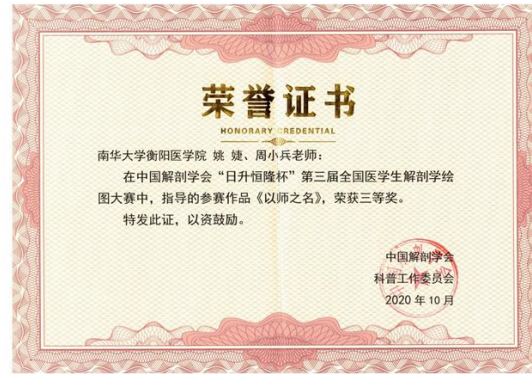 荣誉证书
HONORARY CREDENTIAL
南华大学衡阳医学院 姚 婕、周小兵老师：
在中国解剖学会“日升恒隆杯”第三届全国医学生解剖学绘
图大赛中，指导的参赛作品《以师之名》，荣获三等奖。
特发此证，以资鼓励。
中国解剖学会
科普工作委员会
2020 年 10 月